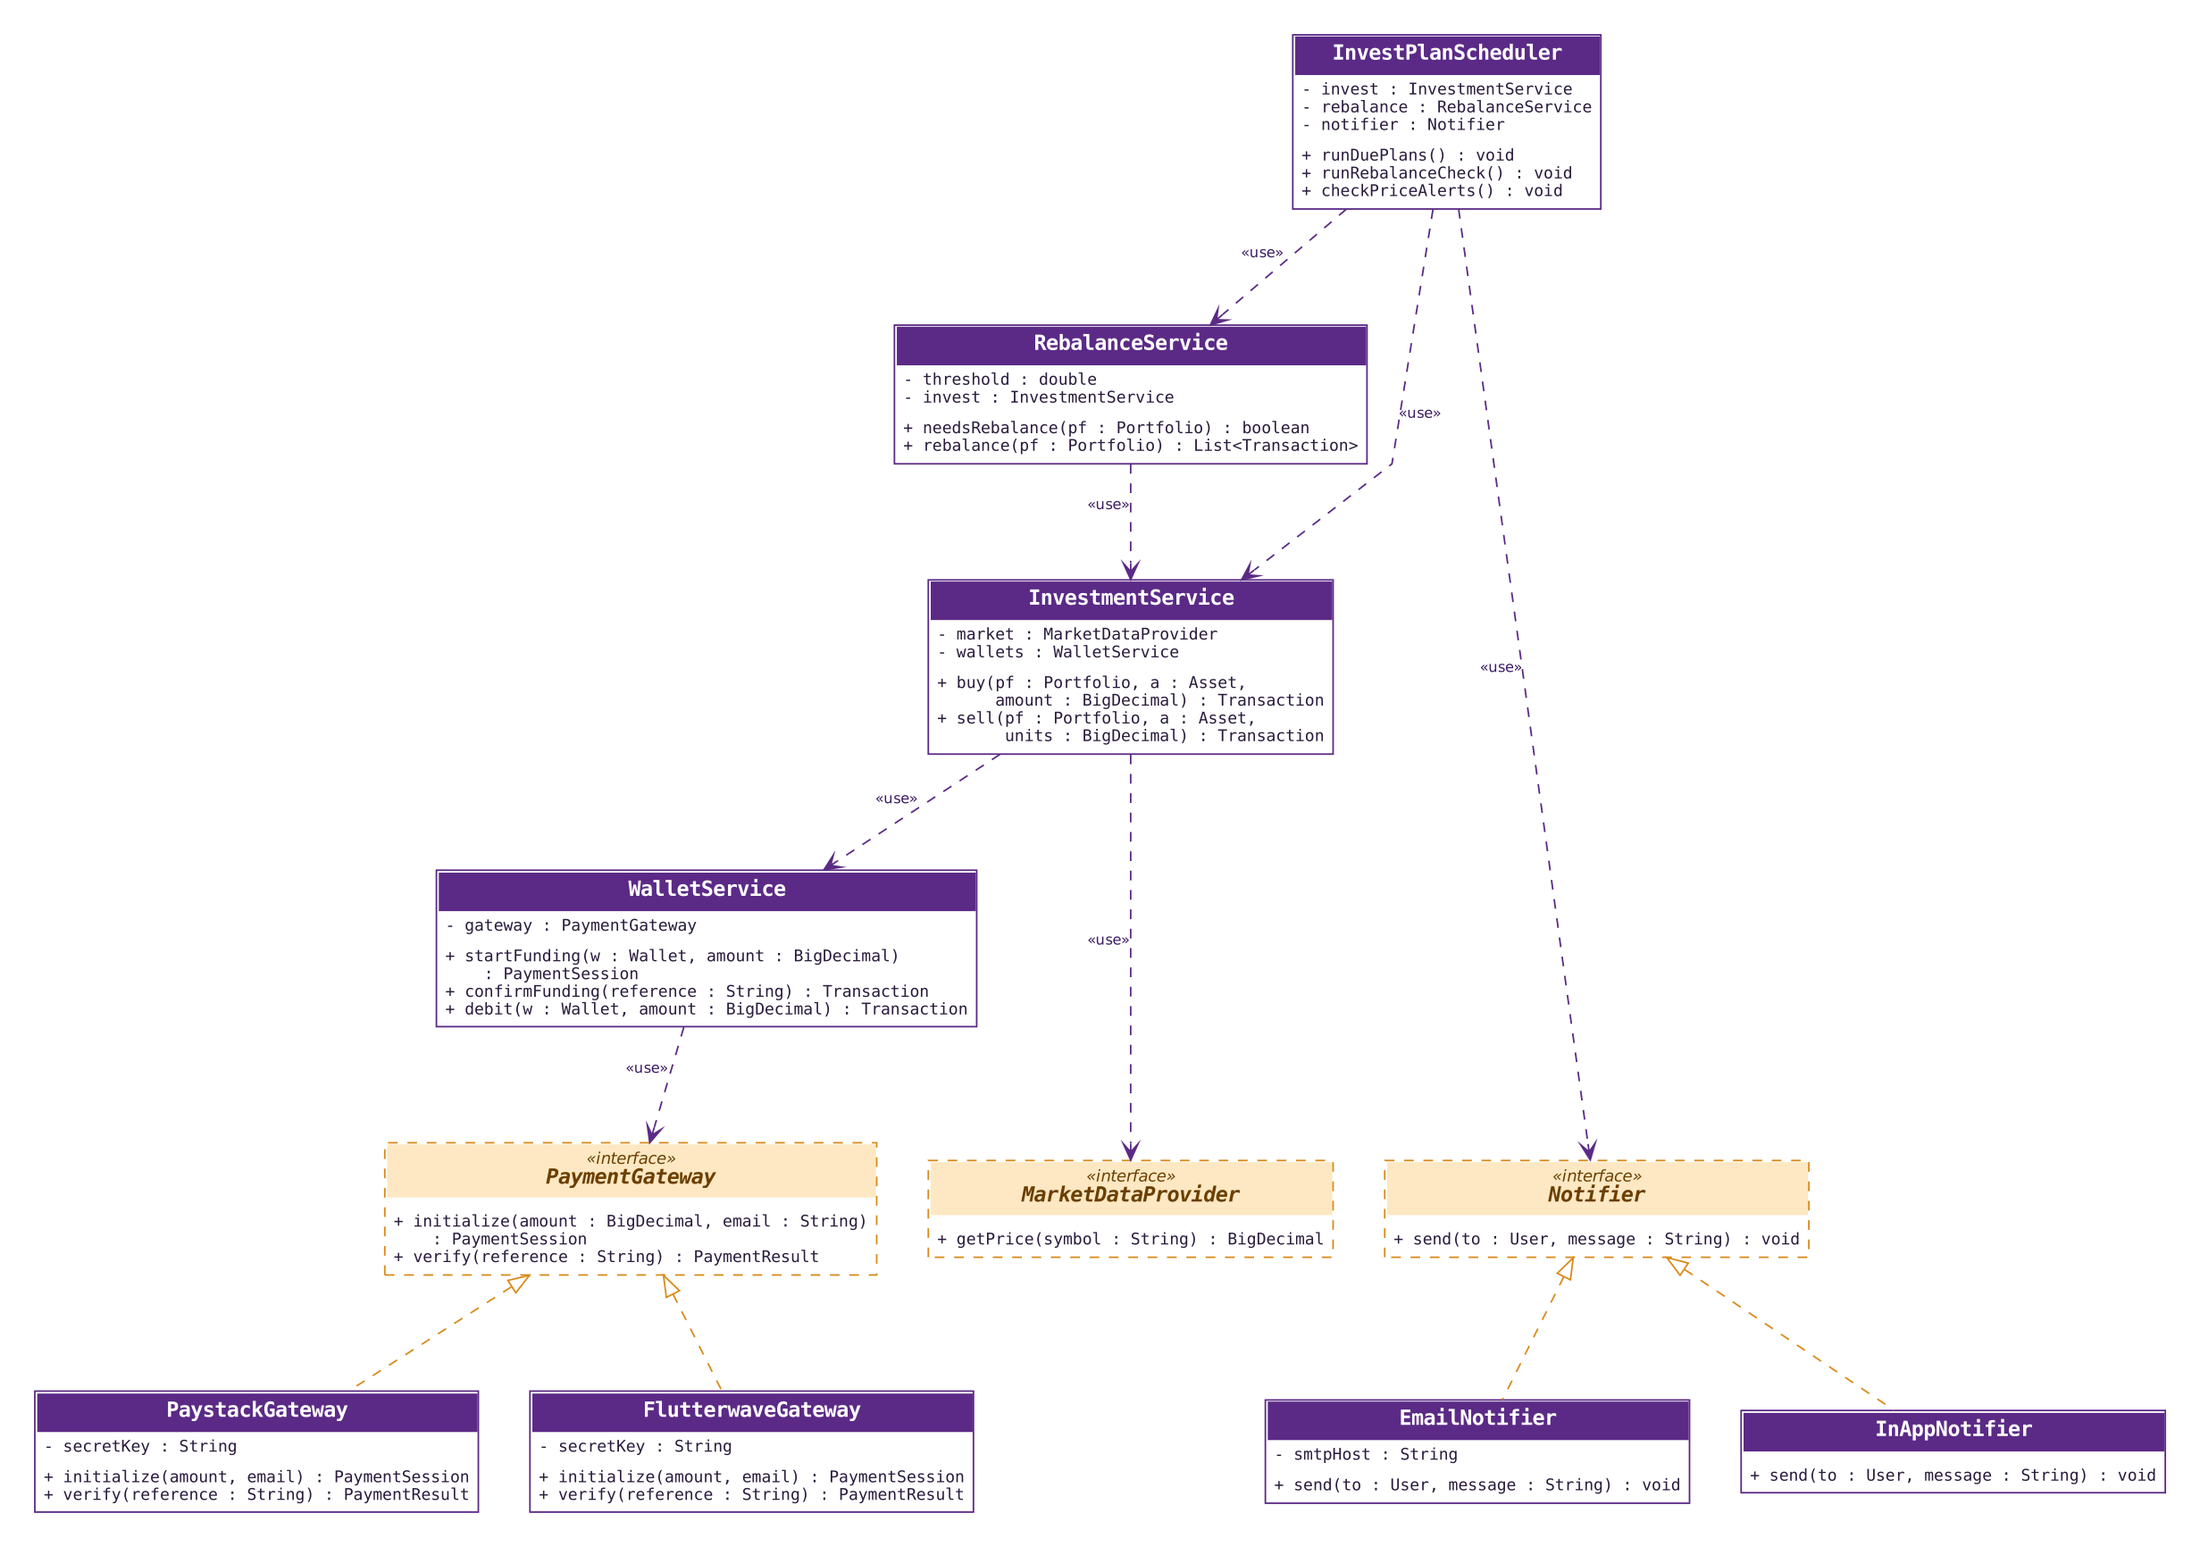 InvestPlanScheduler
- invest : InvestmentService
- rebalance : RebalanceService
- notifier : Notifier
+ runDuePlans() : void
+ runRebalanceCheck() : void
+ checkPriceAlerts() : void
«use»
RebalanceService
- threshold : double
- invest : InvestmentService
+ needsRebalance(pf : Portfolio) : boolean
+ rebalance(pf : Portfolio) : List<Transaction>
«use»
«use»
InvestmentService
- market : MarketDataProvider
- wallets : WalletService
+ buy(pf : Portfolio, a : Asset,
amount : BigDecimal) : Transaction
+ sell(pf : Portfolio, a : Asset,
units : BigDecimal) : Transaction
«use»
«use»
WalletService
- gateway : PaymentGateway
+ startFunding(w : Wallet, amount : BigDecimal)
: PaymentSession
+ confirmFunding(reference : String) : Transaction
+ debit(w : Wallet, amount : BigDecimal) : Transaction
«use»
«use»
«interface»
PaymentGateway
+ initialize(amount : BigDecimal, email : String)
: PaymentSession
+ verify(reference : String) : PaymentResult
«interface»
MarketDataProvider
+ getPrice(symbol : String) : BigDecimal
«interface»
Notifier
+ send(to : User, message : String) : void
PaystackGateway
- secretKey : String
+ initialize(amount, email) : PaymentSession
+ verify(reference : String) : PaymentResult
FlutterwaveGateway
- secretKey : String
+ initialize(amount, email) : PaymentSession
+ verify(reference : String) : PaymentResult
EmailNotifier
- smtpHost : String
+ send(to : User, message : String) : void
InAppNotifier
+ send(to : User, message : String) : void